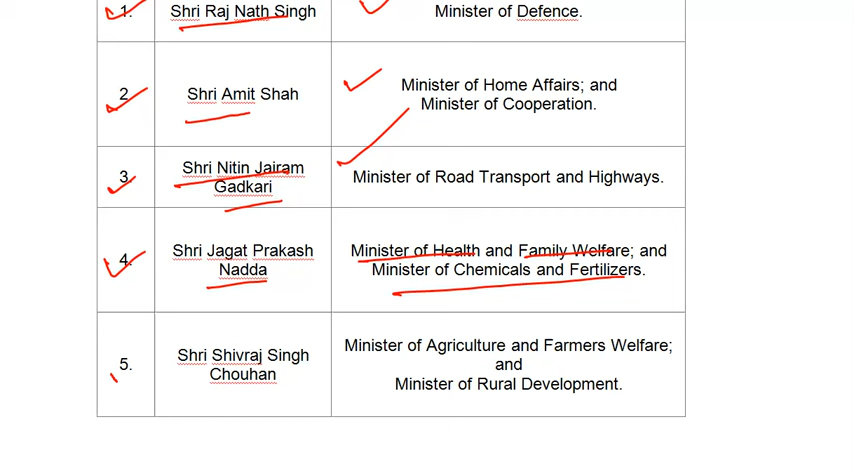 1.
Shri Raj Nath Singh
Minister of Defence.
2
Shri Amit Shah
Minister of Home Affairs; and
Minister of Cooperation.
3
Shri Nitin Jairam
Gadkari
Minister of Road Transport and Highways.
4.
Shri Jagat Prakash
Nadda
Minister of Health and Family Welfare; and
Minister of Chemicals and Fertilizers.
5.
Shri Shivraj Singh
Chouhan
Minister of Agriculture and Farmers Welfare;
and
Minister of Rural Development.